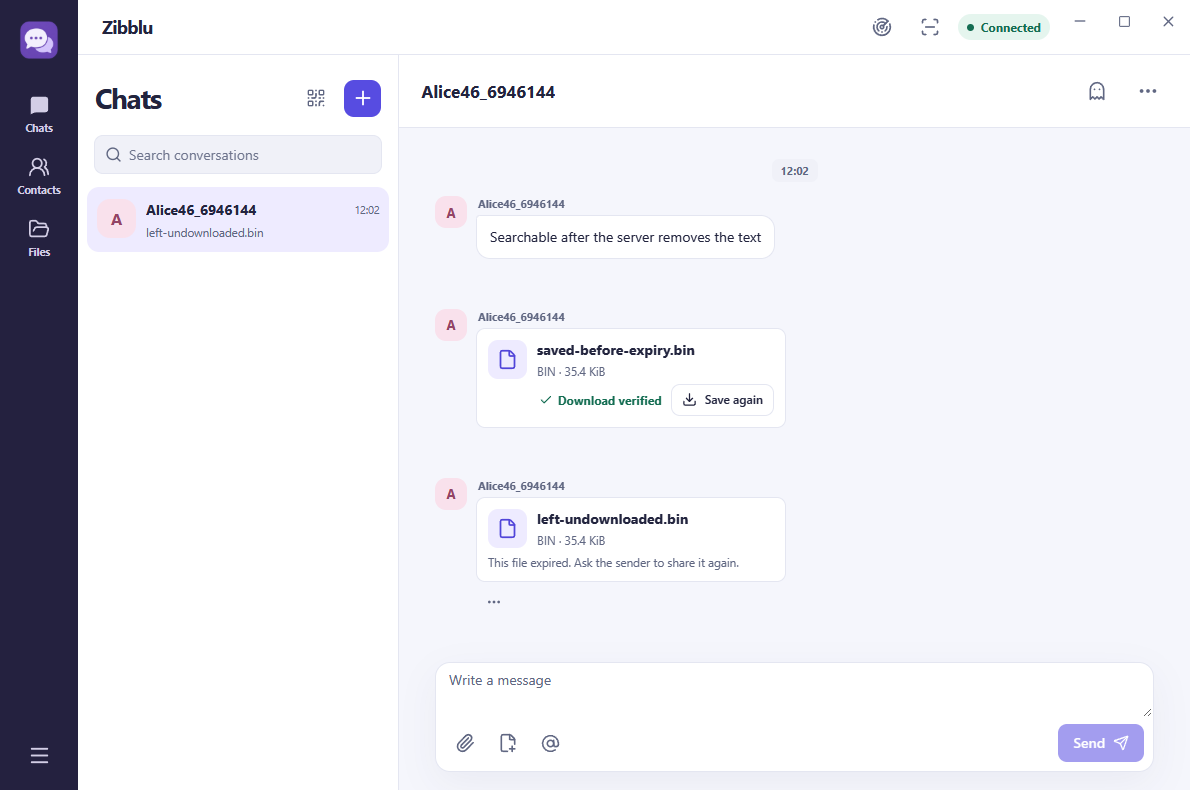 Zibblu
Connected
Chats
Contacts
Files
Chats
Search conversations
A
Alice46_6946144
12:02
left-undownloaded.bin
Alice46_6946144
12:02
Alice46_6946144
A
Searchable after the server removes the text
Alice46_6946144
A
saved-before-expiry.bin
BIN · 35.4 KiB
Download verified
Save again
Alice46_6946144
A
left-undownloaded.bin
BIN · 35.4 KiB
This file expired. Ask the sender to share it again.
Write a message
Send